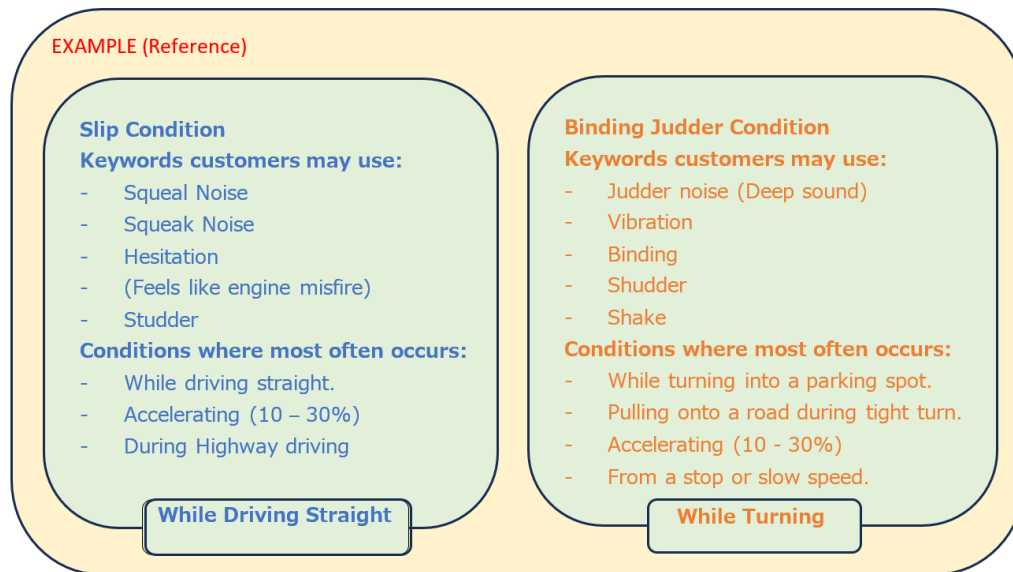 EXAMPLE (Reference)
Slip Condition
Keywords customers may use:
- Squeal Noise
- Squeak Noise
- Hesitation
- (Feels like engine misfire)
- Studder
Conditions where most often occurs:
- While driving straight.
- Accelerating (10 – 30%)
- During Highway driving
While Driving Straight
Binding Judder Condition
Keywords customers may use:
- Judder noise (Deep sound)
- Vibration
- Binding
- Shudder
- Shake
Conditions where most often occurs:
- While turning into a parking spot.
- Pulling onto a road during tight turn.
- Accelerating (10 - 30%)
- From a stop or slow speed.
While Turning